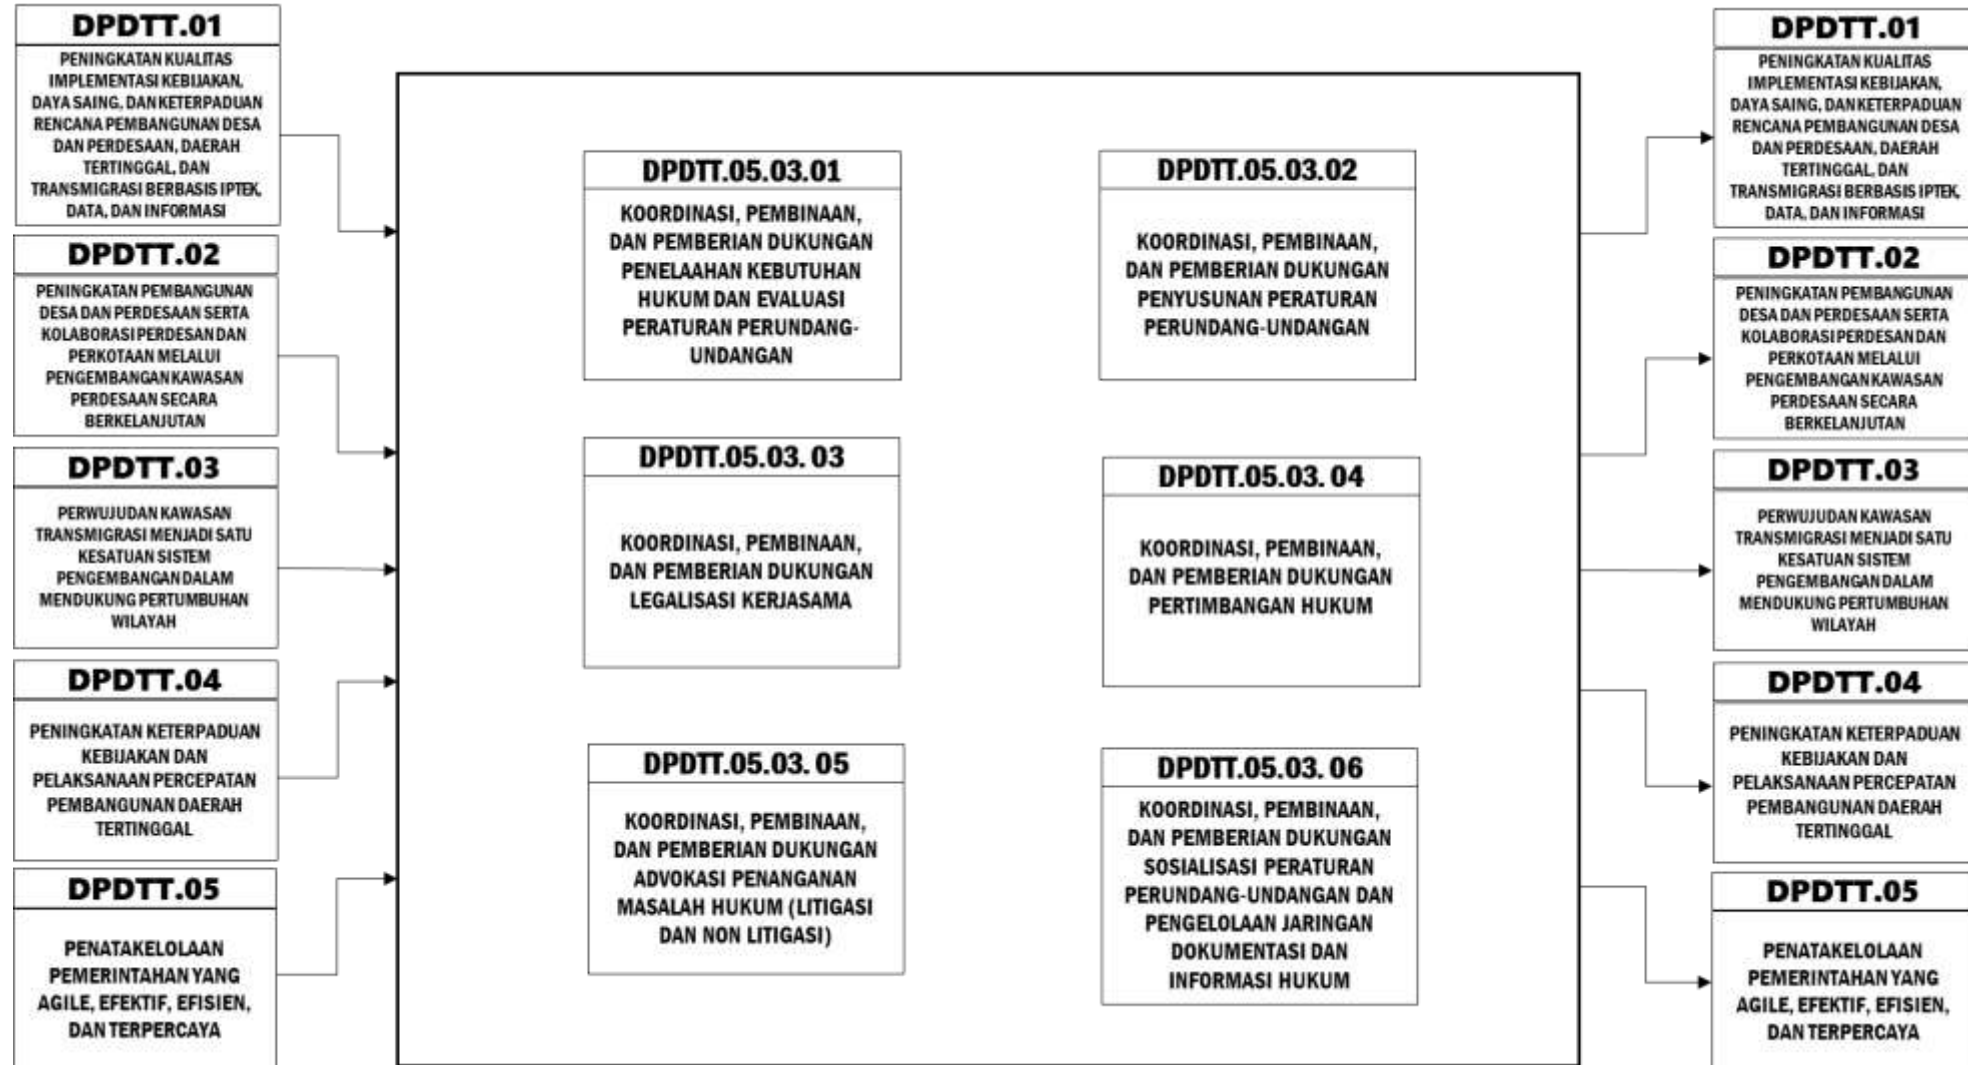 DPDTT.01
PENINGKATAN KUALITAS
IMPLEMENTASI KEBIJAKAN,
DAYA SAING, DAN KETERPADUAN
RENCANA PEMBANGUNAN DESA
DAN PERDESAAN, DAERAH
TERTINGGAL, DAN
TRANSMIGRASI BERBASIS IPTEK,
DATA, DAN INFORMASI
DPDTT.02
PENINGKATAN PEMBANGUNAN
DESA DAN PERDESAAN SERTA
KOLABORASI PERDESAN DAN
PERKOTAAN MELALUI
PENGEMBANGAN KAWASAN
PERDESAAN SECARA
BERKELANJUTAN
DPDTT.03
PERWUJUDAN KAWASAN
TRANSMIGRASI MENJADI SATU
KESATUAN SISTEM
PENGEMBANGAN DALAM
MENDUKUNG PERTUMBUHAN
WILAYAH
DPDTT.04
PENINGKATAN KETERPADUAN
KEBIJAKAN DAN
PELAKSANAAN PERCEPATAN
PEMBANGUNAN DAERAH
TERTINGGAL
DPDTT.05
PENATAKELOLAAN
PEMERINTAHAN YANG
AGILE, EFEKTIF, EFISIEN,
DAN TERPERCAYA
DPDTT.05.03.01
KOORDINASI, PEMBINAAN,
DAN PEMBERIAN DUKUNGAN
PENELAAHAN KEBUTUHAN
HUKUM DAN EVALUASI
PERATURAN PERUNDANG-
UNDANGAN
DPDTT.05.03.02
KOORDINASI, PEMBINAAN,
DAN PEMBERIAN DUKUNGAN
PENYUSUNAN PERATURAN
PERUNDANG-UNDANGAN
DPDTT.05.03. 03
KOORDINASI, PEMBINAAN,
DAN PEMBERIAN DUKUNGAN
LEGALISASI KERJASAMA
DPDTT.05.03. 04
KOORDINASI, PEMBINAAN,
DAN PEMBERIAN DUKUNGAN
PERTIMBANGAN HUKUM
DPDTT.05.03. 05
KOORDINASI, PEMBINAAN,
DAN PEMBERIAN DUKUNGAN
ADVOKASI PENANGANAN
MASALAH HUKUM (LITIGASI
DAN NON LITIGASI)
DPDTT.05.03. 06
KOORDINASI, PEMBINAAN,
DAN PEMBERIAN DUKUNGAN
SOSIALISASI PERATURAN
PERUNDANG-UNDANGAN DAN
PENGELOLAAN JARINGAN
DOKUMENTASI DAN
INFORMASI HUKUM
DPDTT.01
PENINGKATAN KUALITAS
IMPLEMENTASI KEBIJAKAN,
DAYA SAING, DAN KETERPADUAN
RENCANA PEMBANGUNAN DESA
DAN PERDESAAN, DAERAH
TERTINGGAL, DAN
TRANSMIGRASI BERBASIS IPTEK,
DATA, DAN INFORMASI
DPDTT.02
PENINGKATAN PEMBANGUNAN
DESA DAN PERDESAAN SERTA
KOLABORASI PERDESAN DAN
PERKOTAAN MELALUI
PENGEMBANGAN KAWASAN
PERDESAAN SECARA
BERKELANJUTAN
DPDTT.03
PERWUJUDAN KAWASAN
TRANSMIGRASI MENJADI SATU
KESATUAN SISTEM
PENGEMBANGAN DALAM
MENDUKUNG PERTUMBUHAN
WILAYAH
DPDTT.04
PENINGKATAN KETERPADUAN
KEBIJAKAN DAN
PELAKSANAAN PERCEPATAN
PEMBANGUNAN DAERAH
TERTINGGAL
DPDTT.05
PENATAKELOLAAN
PEMERINTAHAN YANG
AGILE, EFEKTIF, EFISIEN,
DAN TERPERCAYA